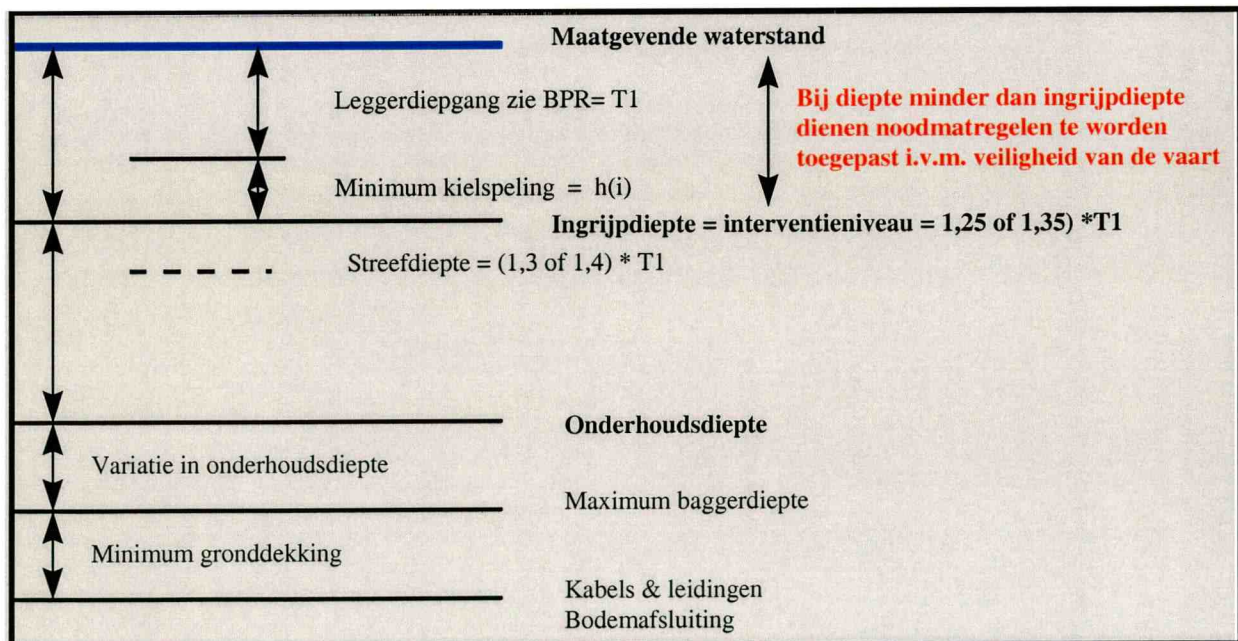 Maatgevende waterstand
Leggerdiepgang zie BPR= T1
Bij diepte minder dan ingrijpdiepte
dienen noodmatregelen te worden
toegepast i.v.m. veiligheid van de vaart
Minimum kielspeling = h(i)
Ingrijpdiepte = interventieniveau = 1,25 of 1,35) *T1
Streefdiepte = (1,3 of 1,4) * T1
Onderhoudsdiepte
Variatie in onderhoudsdiepte
Maximum baggerdiepte
Minimum gronddekking
Kabels & leidingen
Bodemafsluiting